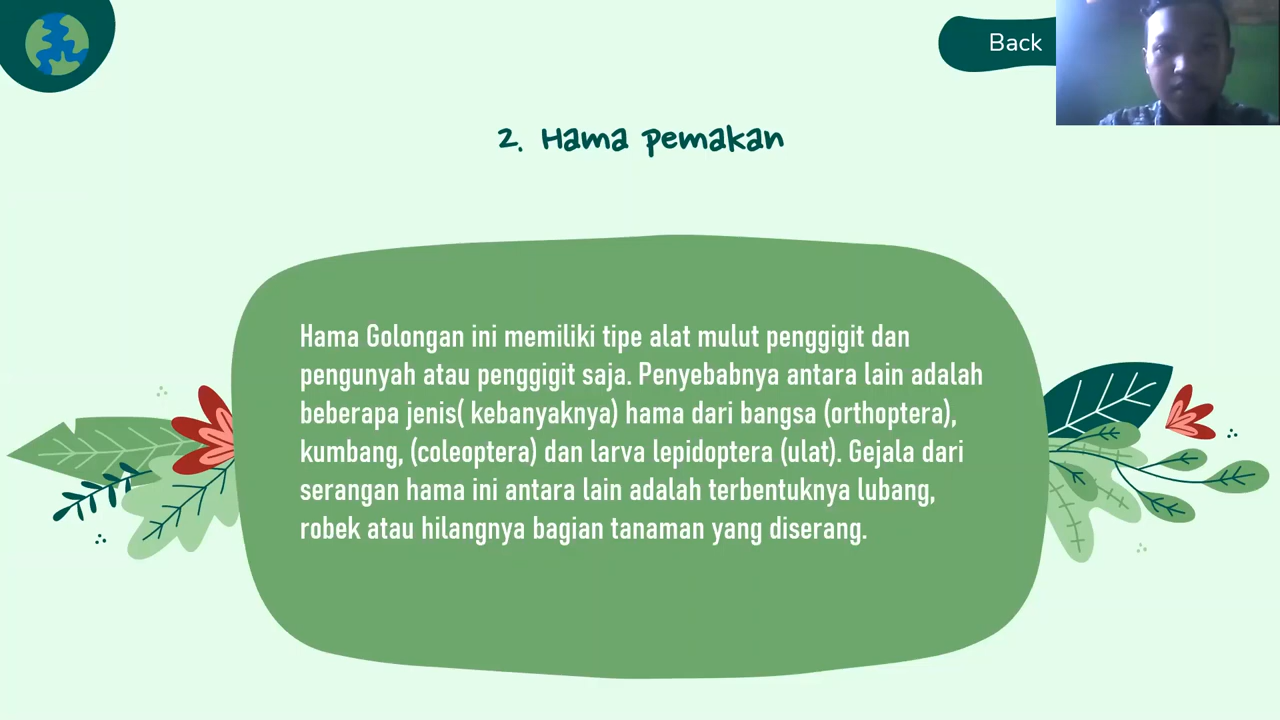 Back
2. Hama pemakan
Hama Golongan ini memiliki tipe alat mulut penggigit dan
pengunyah atau penggigit saja. Penyebabnya antara lain adalah
beberapa jenis( kebanyaknya) hama dari bangsa (orthoptera),
kumbang, (coleoptera) dan larva lepidoptera (ulat). Gejala dari
serangan hama ini antara lain adalah terbentuknya lubang,
robek atau hilangnya bagian tanaman yang diserang.